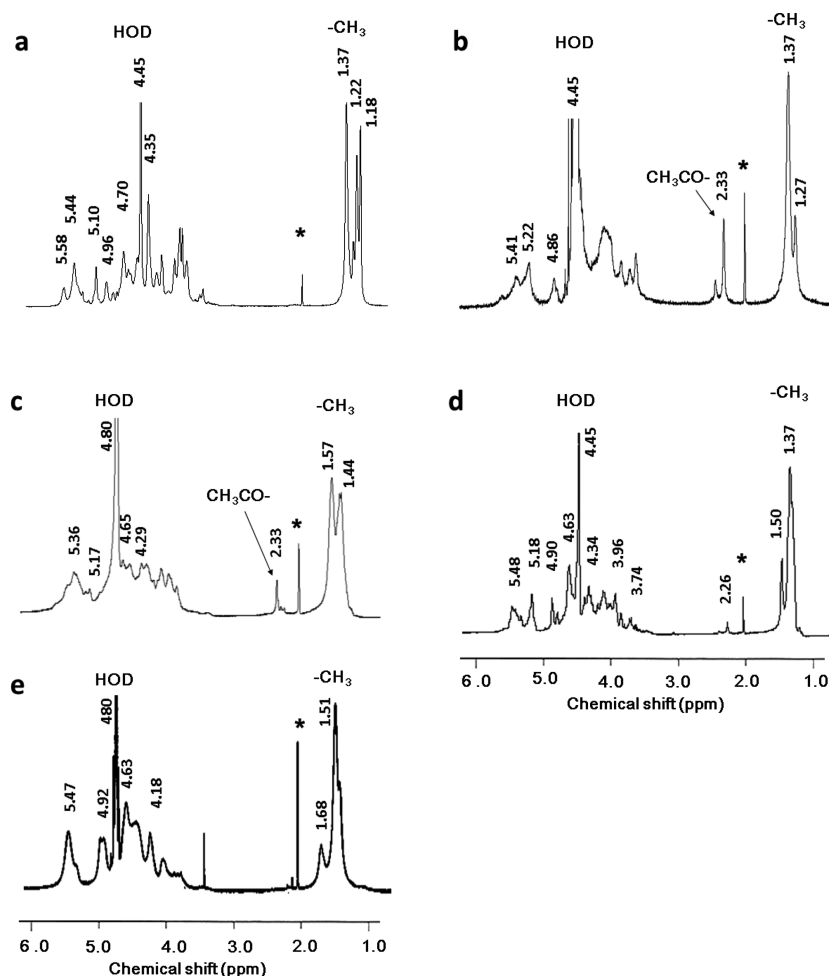 a
HOD
-CH3
4.45
1.37
1.22
1.18
4.35
4.70
5.10
5.44
4.96
5.58
*
b
HOD
-CH3
4.45
1.37
*
2.33
CH3CO-
1.27
5.22
5.41
4.86
c
HOD
-CH3
4.80
1.57
1.44
CH3CO-
*
2.33
4.65
4.29
5.36
5.17
d
HOD
-CH3
4.45
1.37
4.63
1.50
5.18
4.90
4.34
3.96
5.48
3.74
*
2.26
6.0 5.0 4.0 3.0 2.0 1.0
Chemical shift (ppm)
e
HOD
-CH3
480
1.51
*
4.63
4.92
4.18
5.47
1.68
6.0 5.0 4.0 3.0 2.0 1.0
Chemical shift (ppm)